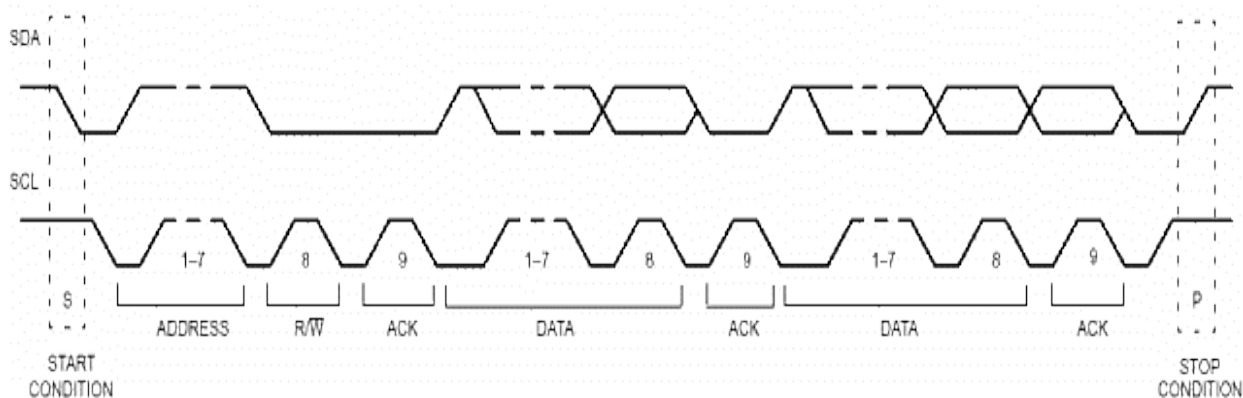 SDA
SCL
1–7 8 9 1–7 8 9 1–7 8 9
S P
ADDRESS R/W̅ ACK DATA ACK DATA ACK
START
CONDITION
STOP
CONDITION